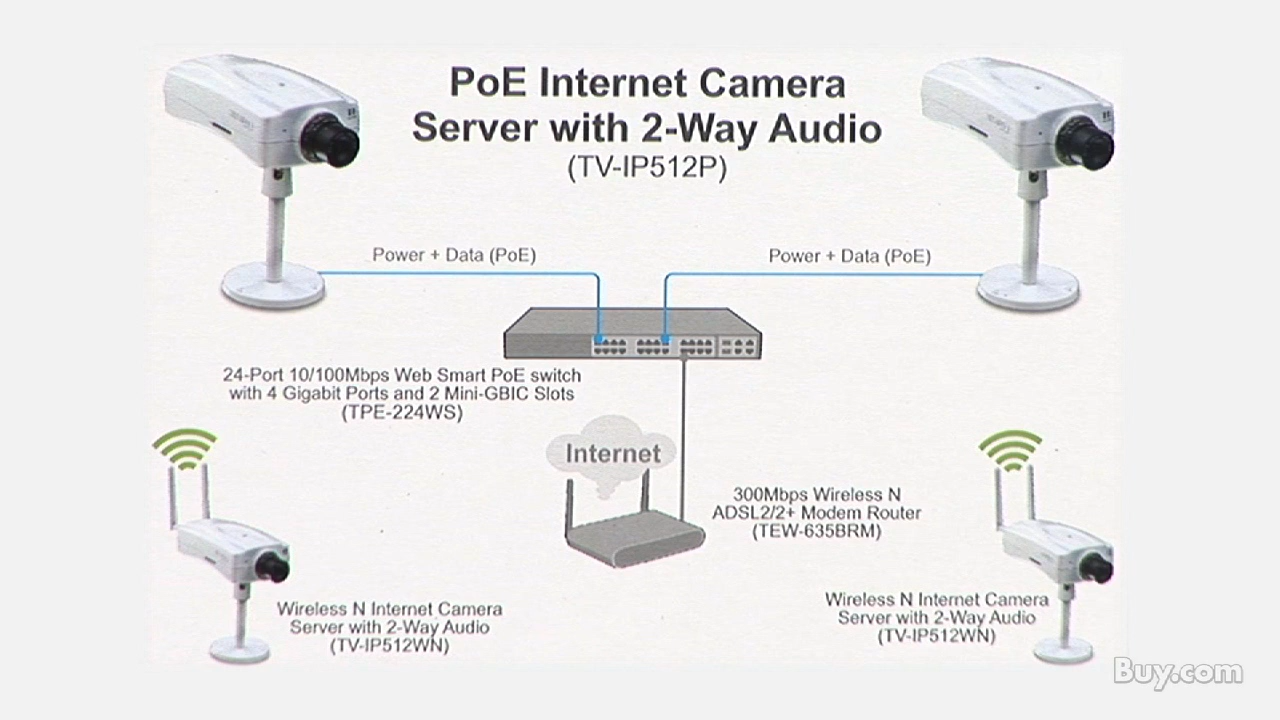 PoE Internet Camera
Server with 2-Way Audio
(TV-IP512P)
Power + Data (PoE)
Power + Data (PoE)
24-Port 10/100Mbps Web Smart PoE switch
with 4 Gigabit Ports and 2 Mini-GBIC Slots
(TPE-224WS)
Internet
300Mbps Wireless N
ADSL2/2+ Modem Router
(TEW-635BRM)
Wireless N Internet Camera
Server with 2-Way Audio
(TV-IP512WN)
Wireless N Internet Camera
Server with 2-Way Audio
(TV-IP512WN)
Buy.com